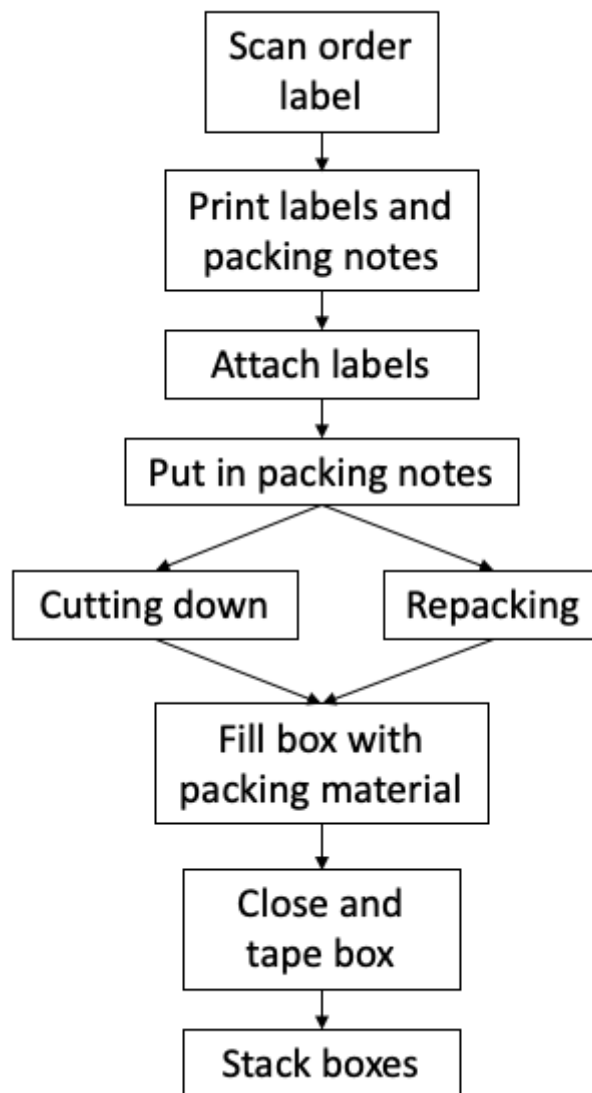 Scan order
label
Print labels and
packing notes
Attach labels
Put in packing notes
Cutting down
Repacking
Fill box with
packing material
Close and
tape box
Stack boxes